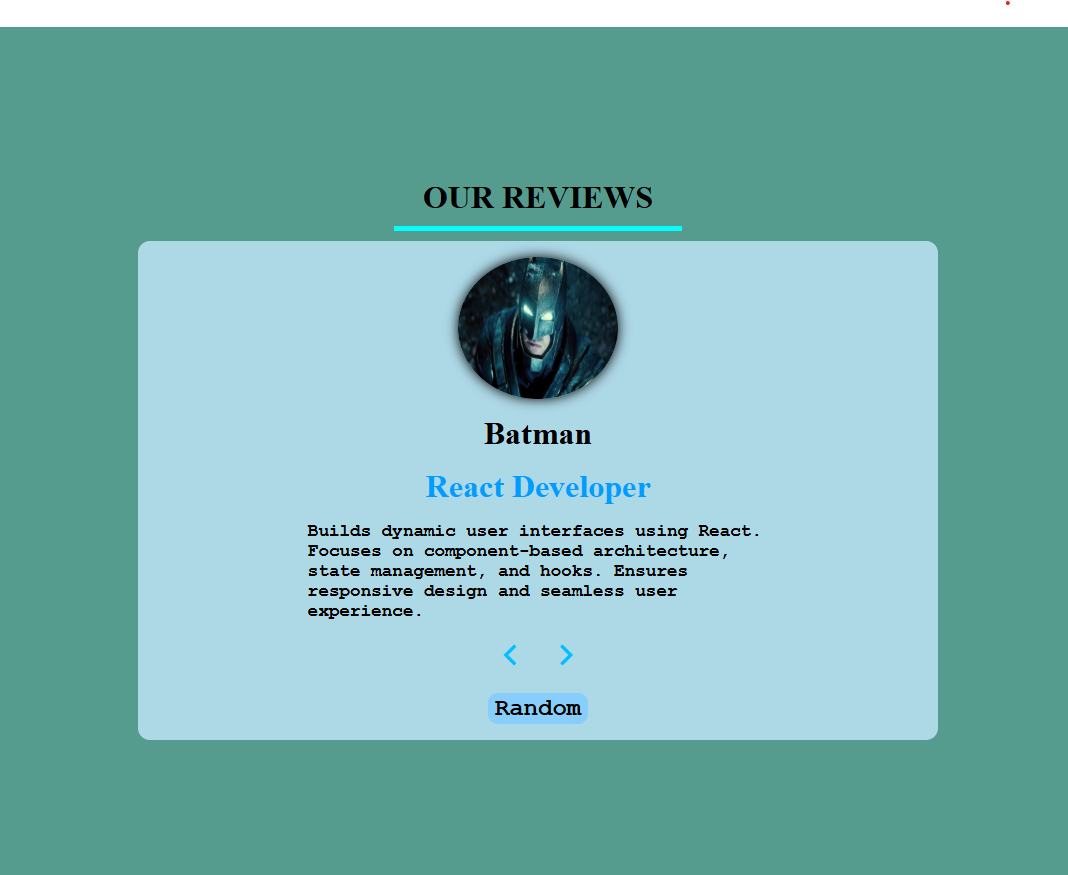 OUR REVIEWS
Batman
React Developer
Builds dynamic user interfaces using React.
Focuses on component-based architecture,
state management, and hooks. Ensures
responsive design and seamless user
experience.
Random